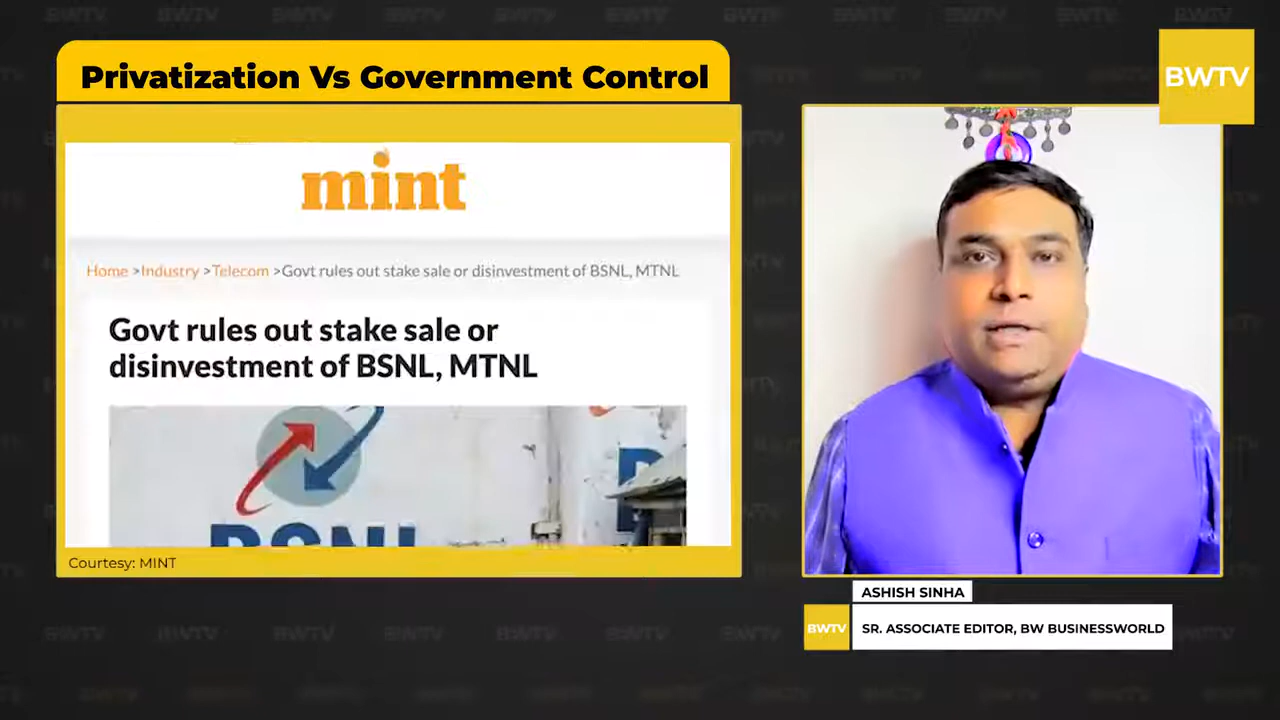 Privatization Vs Government Control
BWTV
mint
Home >Industry >Telecom >Govt rules out stake sale or disinvestment of BSNL, MTNL
Govt rules out stake sale or
disinvestment of BSNL, MTNL
BSNL
Courtesy: MINT
ASHISH SINHA
BWTV
SR. ASSOCIATE EDITOR, BW BUSINESSWORLD